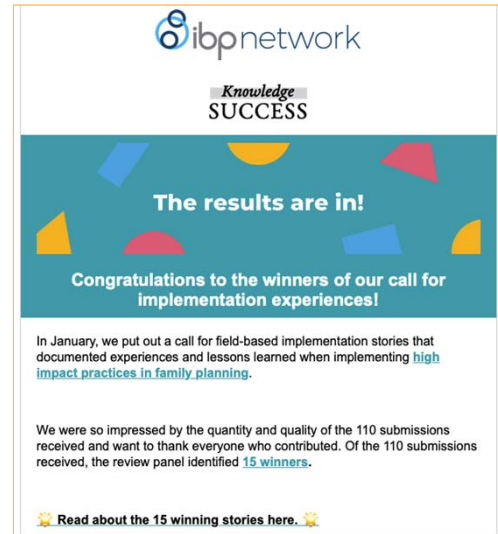 ibpnetwork
Knowledge
SUCCESS
The results are in!
Congratulations to the winners of our call for
implementation experiences!
In January, we put out a call for field-based implementation stories that
documented experiences and lessons learned when implementing high
impact practices in family planning.
We were so impressed by the quantity and quality of the 110 submissions
received and want to thank everyone who contributed. Of the 110 submissions
received, the review panel identified 15 winners.
🌟 Read about the 15 winning stories here. 🌟